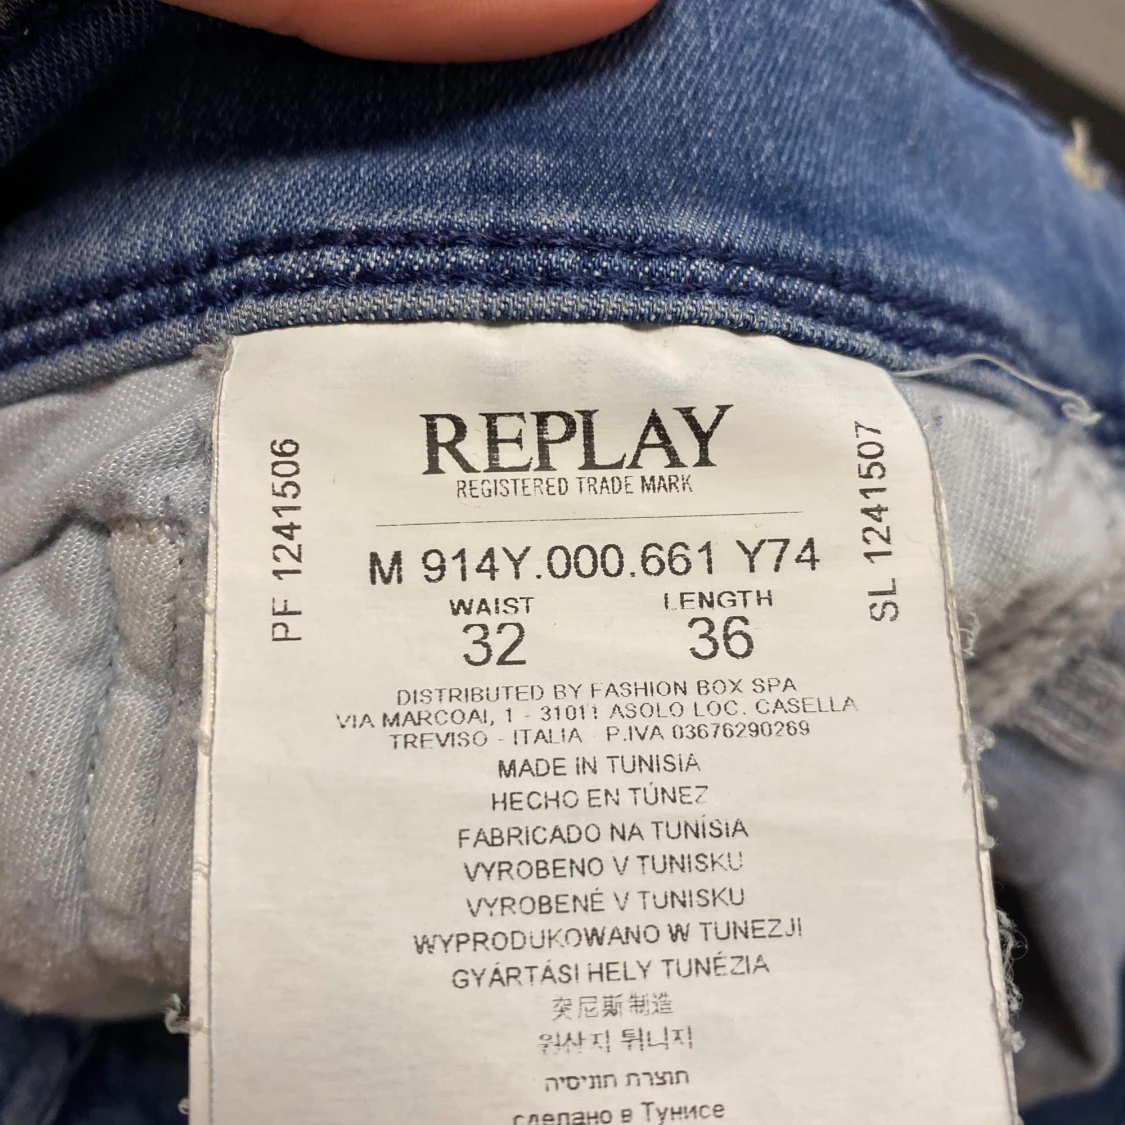 REPLAY
REGISTERED TRADE MARK
PF 1241506
SL 1241507
M 914Y.000.661 Y74
WAIST LENGTH
32 36
DISTRIBUTED BY FASHION BOX SPA
VIA MARCOAI, 1 - 31011 ASOLO LOC. CASELLA
TREVISO - ITALIA P.IVA 03676290269
MADE IN TUNISIA
HECHO EN TÚNEZ
FABRICADO NA TUNÍSIA
VYROBENO V TUNISKU
VYROBENÉ V TUNISKU
WYPRODUKOWANO W TUNEZJI
GYÁRTÁSI HELY TUNÉZIA
突尼斯制造
원산지 튀니지
תוצרת תוניסיה
сделано в Тунисе